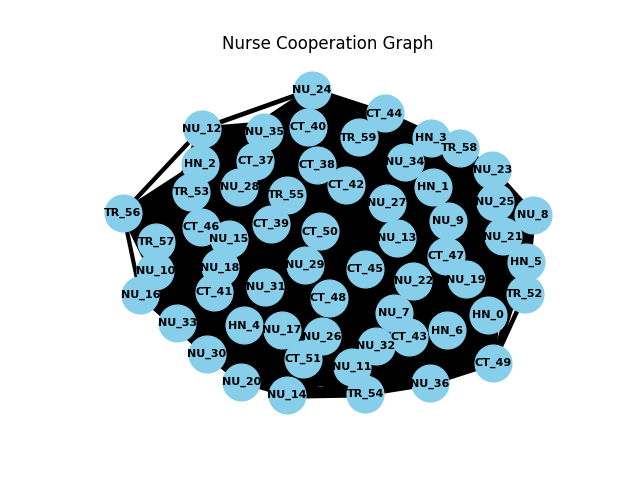 Nurse Cooperation Graph
NU_24
CT_44
NU_12
NU_35
CT_40
TR_59
HN_3
TR_58
HN_2
CT_37
CT_38
NU_34
NU_23
TR_53
NU_28
TR_55
CT_42
NU_27
HN_1
NU_25
TR_56
NU_8
CT_46
CT_39
CT_50
NU_9
TR_57
NU_15
NU_13
NU_21
NU_10
NU_18
NU_29
CT_45
CT_47
HN_5
NU_16
CT_41
NU_31
CT_48
NU_22
NU_19
TR_52
NU_33
HN_4
NU_17
NU_26
NU_7
HN_0
NU_30
CT_51
NU_32
CT_43
HN_6
NU_20
NU_11
CT_49
NU_14
TR_54
NU_36